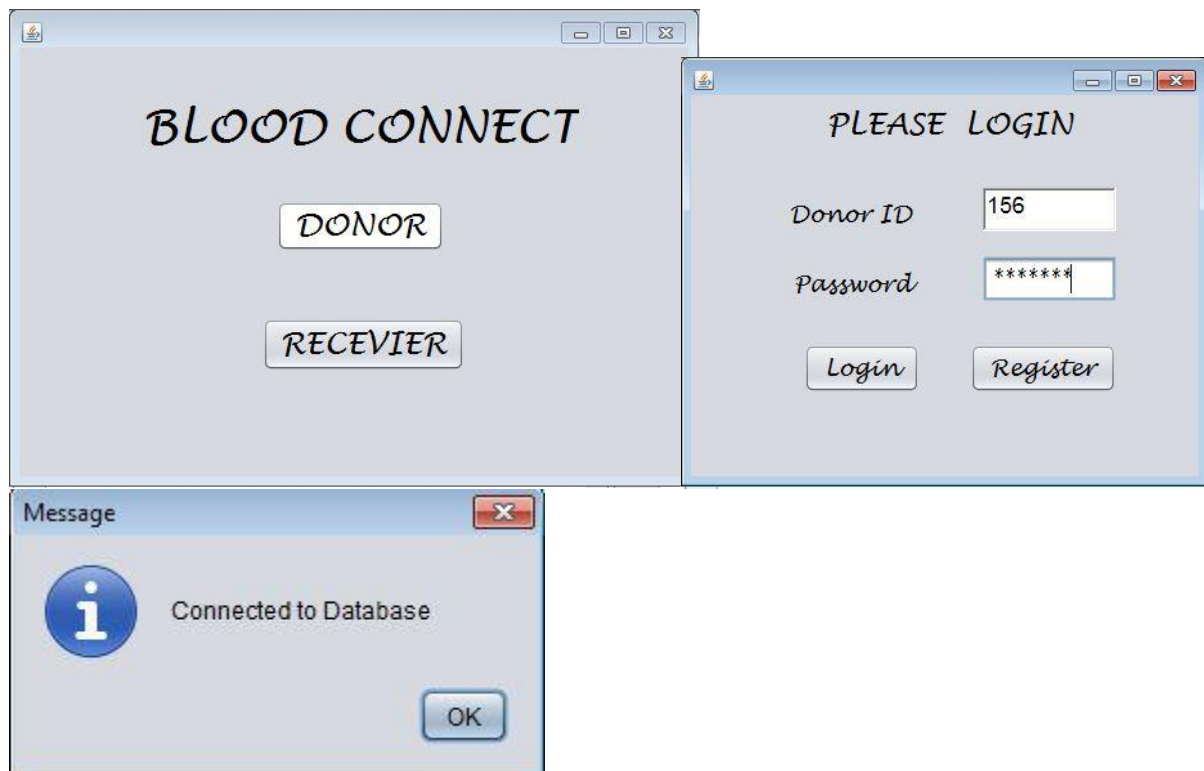 BLOOD CONNECT
DONOR
RECEVIER
PLEASE LOGIN
Donor ID 156
Password *******
Login Register
Message
Connected to Database
OK